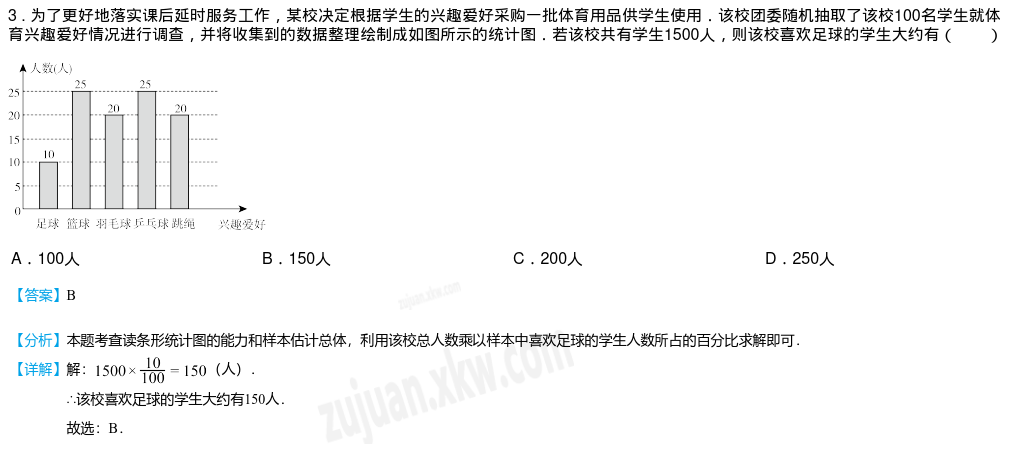 3．为了更好地落实课后延时服务工作，某校决定根据学生的兴趣爱好采购一批体育用品供学生使用．该校团委随机抽取了该校100名学生就体
育兴趣爱好情况进行调查，并将收集到的数据整理绘制成如图所示的统计图．若该校共有学生1500人，则该校喜欢足球的学生大约有（　　）
人数(人)
25 25
25
20 20
20
15
10
10
5
0
足球 篮球 羽毛球 乒乓球 跳绳 兴趣爱好
A．100人 B．150人 C．200人 D．250人
【答案】B
zujuan.xkw.com
【分析】本题考查读条形统计图的能力和样本估计总体，利用该校总人数乘以样本中喜欢足球的学生人数所占的百分比求解即可．
【详解】解：1500×10/100=150（人）．
∴该校喜欢足球的学生大约有150人．
故选：B．
zujuan.xkw.com